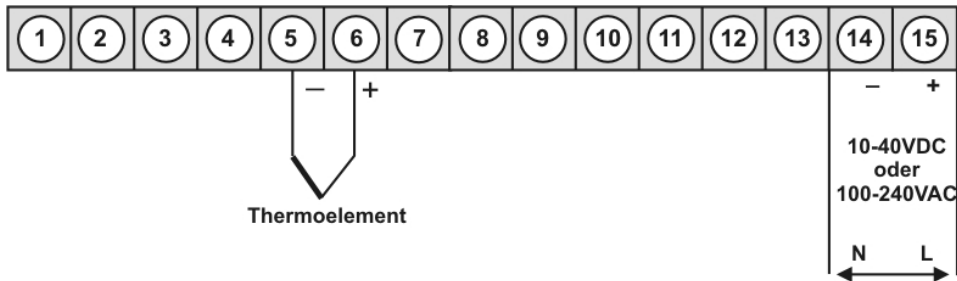 1 2 3 4 5 6 7 8 9 10 11 12 13 14 15
− + − +
10-40VDC
oder
100-240VAC
Thermoelement
N L